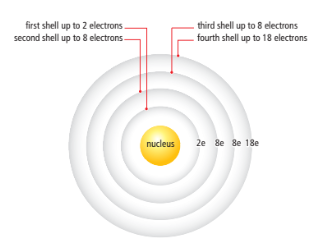 first shell up to 2 electrons
second shell up to 8 electrons
third shell up to 8 electrons
fourth shell up to 18 electrons
nucleus 2e 8e 8e 18e